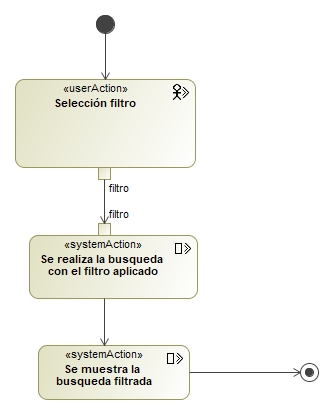 «userAction»
Selección filtro
filtro
filtro
«systemAction»
Se realiza la busqueda
con el filtro aplicado
«systemAction»
Se muestra la
busqueda filtrada